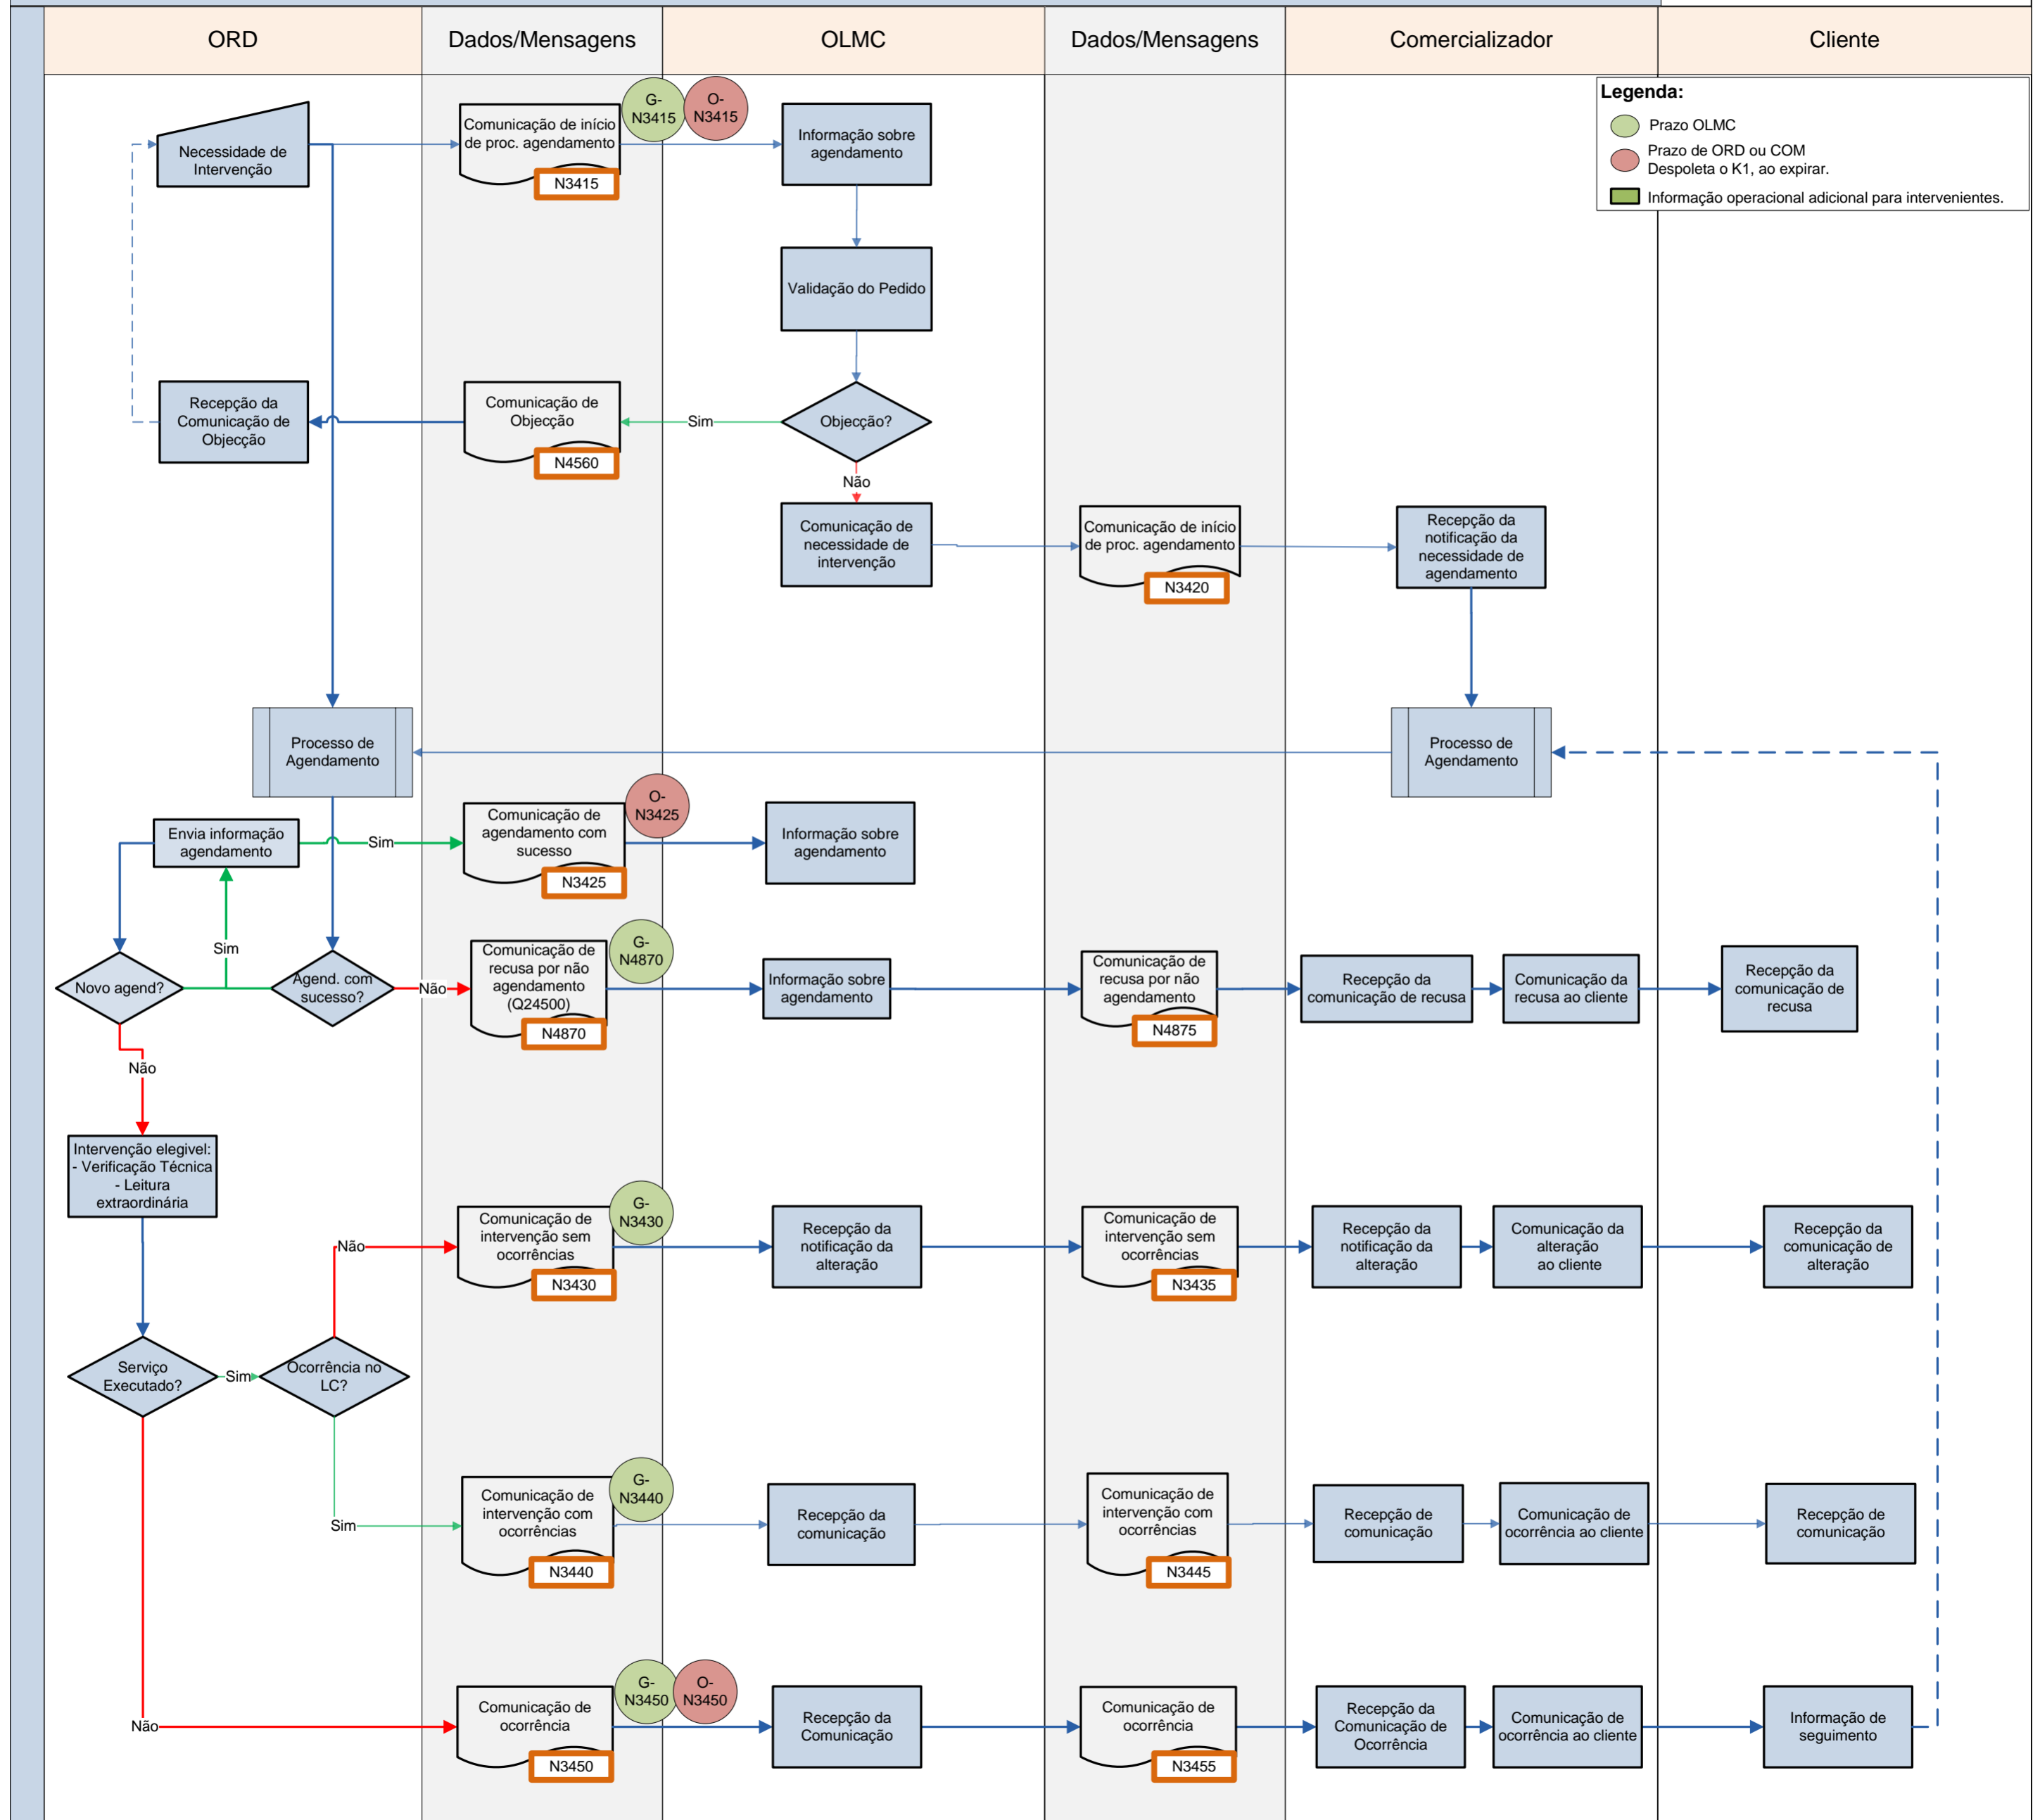 ORD
Dados/Mensagens
OLMC
Dados/Mensagens
Comercializador
Cliente
Legenda:
Prazo OLMC
Prazo de ORD ou COM
Despoleta o K1, ao expirar.
Informação operacional adicional para intervenientes.
Necessidade de
Intervenção
Comunicação de início
de proc. agendamento
N3415
G-
N3415
O-
N3415
Informação sobre
agendamento
Validação do Pedido
Recepção da
Comunicação de
Objecção
Comunicação de
Objecção
N4560
Sim
Objecção?
Não
Comunicação de
necessidade de
intervenção
Comunicação de início
de proc. agendamento
N3420
Recepção da
notificação da
necessidade de
agendamento
Processo de
Agendamento
Processo de
Agendamento
Envia informação
agendamento
Sim
Comunicação de
agendamento com
sucesso
N3425
O-
N3425
Informação sobre
agendamento
Novo agend?
Sim
Agend. com
sucesso?
Não
Comunicação de
recusa por não
agendamento
(Q24500)
N4870
G-
N4870
Informação sobre
agendamento
Comunicação de
recusa por não
agendamento
N4875
Recepção da
comunicação de recusa
Comunicação da
recusa ao cliente
Recepção da
comunicação de
recusa
Não
Intervenção elegivel:
- Verificação Técnica
- Leitura
extraordinária
Não
Comunicação de
intervenção sem
ocorrências
N3430
G-
N3430
Recepção da
notificação da
alteração
Comunicação de
intervenção sem
ocorrências
N3435
Recepção da
notificação da
alteração
Comunicação da
alteração
ao cliente
Recepção da
comunicação de
alteração
Serviço
Executado?
Sim
Ocorrência no
LC?
Sim
Comunicação de
intervenção com
ocorrências
N3440
G-
N3440
Recepção da
comunicação
Comunicação de
intervenção com
ocorrências
N3445
Recepção de
comunicação
Comunicação de
ocorrência ao cliente
Recepção de
comunicação
Não
Comunicação de
ocorrência
N3450
G-
N3450
O-
N3450
Recepção da
Comunicação
Comunicação de
ocorrência
N3455
Recepção da
Comunicação de
Ocorrência
Comunicação de
ocorrência ao cliente
Informação de
seguimento